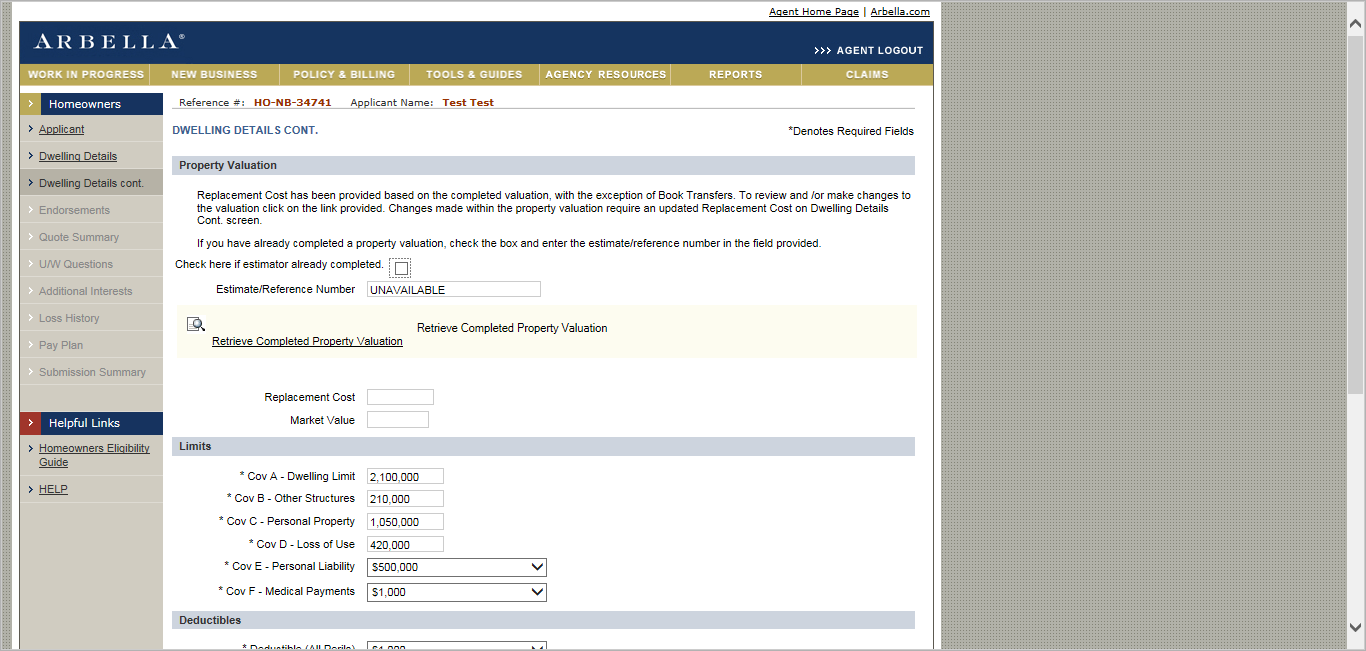 Agent Home Page | Arbella.com
ARBELLA®
>>> AGENT LOGOUT
WORK IN PROGRESS NEW BUSINESS POLICY & BILLING TOOLS & GUIDES AGENCY RESOURCES REPORTS CLAIMS
Homeowners
Applicant
Dwelling Details
Dwelling Details cont.
Endorsements
Quote Summary
U/W Questions
Additional Interests
Loss History
Pay Plan
Submission Summary
Helpful Links
Homeowners Eligibility
Guide
HELP
Reference #: HO-NB-34741 Applicant Name: Test Test
DWELLING DETAILS CONT.
*Denotes Required Fields
Property Valuation
Replacement Cost has been provided based on the completed valuation, with the exception of Book Transfers. To review and /or make changes to
the valuation click on the link provided. Changes made within the property valuation require an updated Replacement Cost on Dwelling Details
Cont. screen.
If you have already completed a property valuation, check the box and enter the estimate/reference number in the field provided.
Check here if estimator already completed.
Estimate/Reference Number UNAVAILABLE
Retrieve Completed Property Valuation
Retrieve Completed Property Valuation
Replacement Cost
Market Value
Limits
* Cov A - Dwelling Limit 2,100,000
* Cov B - Other Structures 210,000
* Cov C - Personal Property 1,050,000
* Cov D - Loss of Use 420,000
* Cov E - Personal Liability $500,000
* Cov F - Medical Payments $1,000
Deductibles
* Deductible (All Perils) $1,000